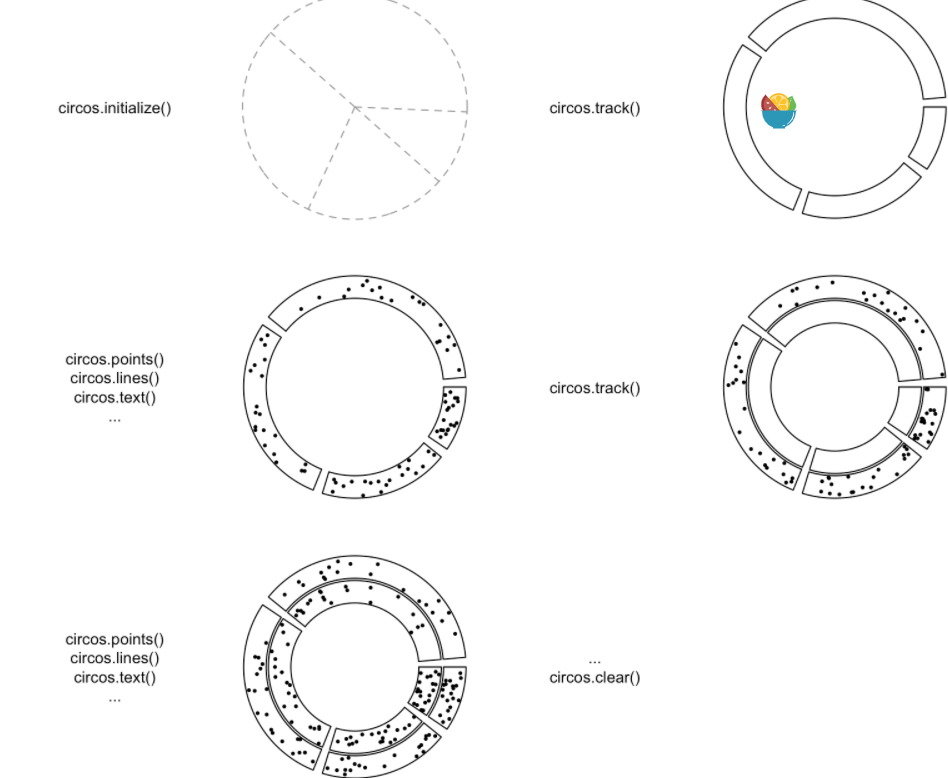 circos.initialize()
circos.track()
circos.points()
circos.lines()
circos.text()
...
circos.track()
circos.points()
circos.lines()
circos.text()
...
...
circos.clear()